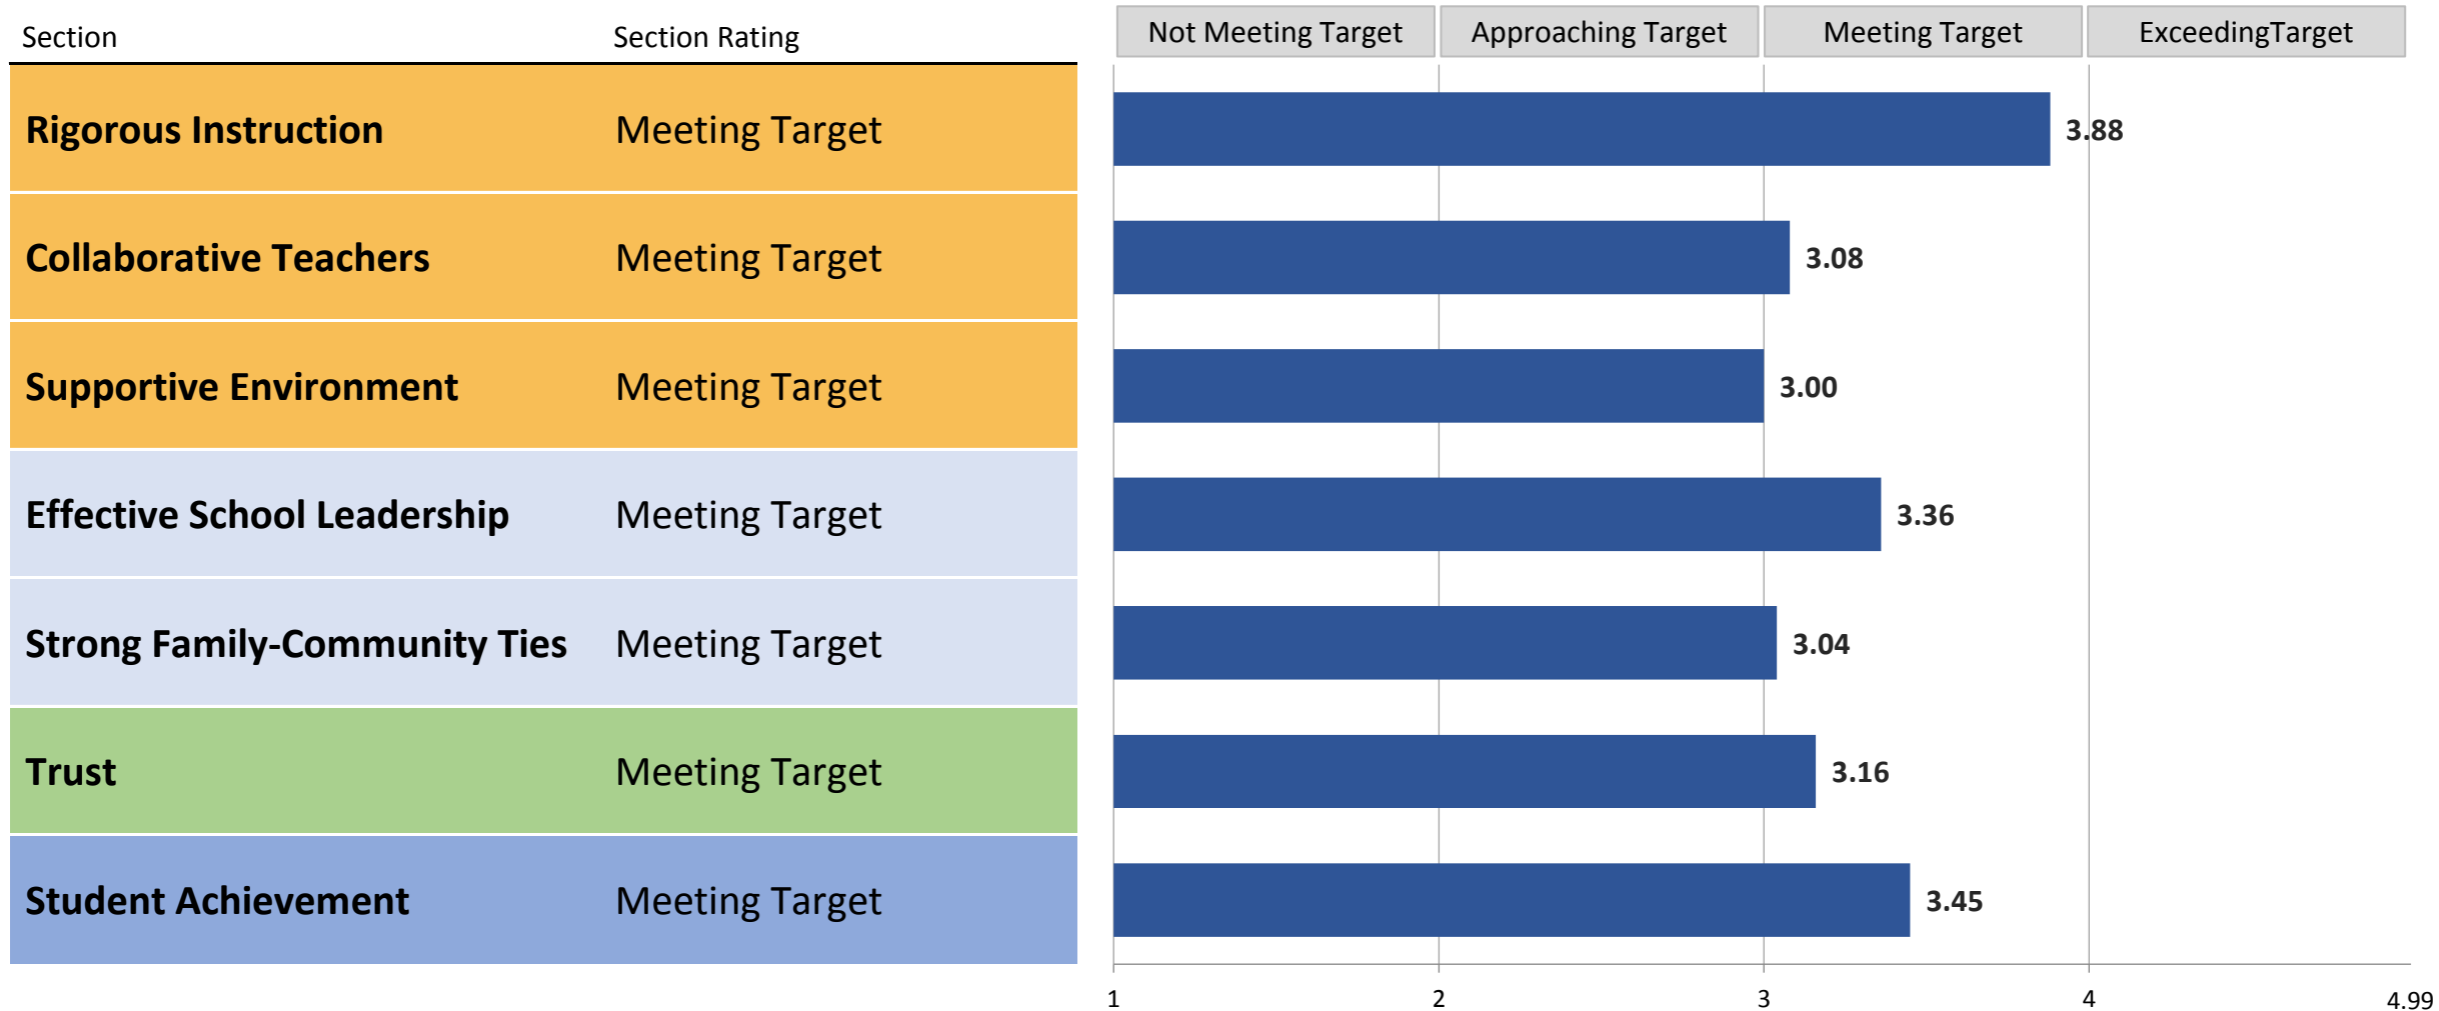 Section Section Rating Not Meeting Target Approaching Target Meeting Target ExceedingTarget
Rigorous Instruction Meeting Target 3.88
Collaborative Teachers Meeting Target 3.08
Supportive Environment Meeting Target 3.00
Effective School Leadership Meeting Target 3.36
Strong Family-Community Ties Meeting Target 3.04
Trust Meeting Target 3.16
Student Achievement Meeting Target 3.45
1 2 3 4 4.99